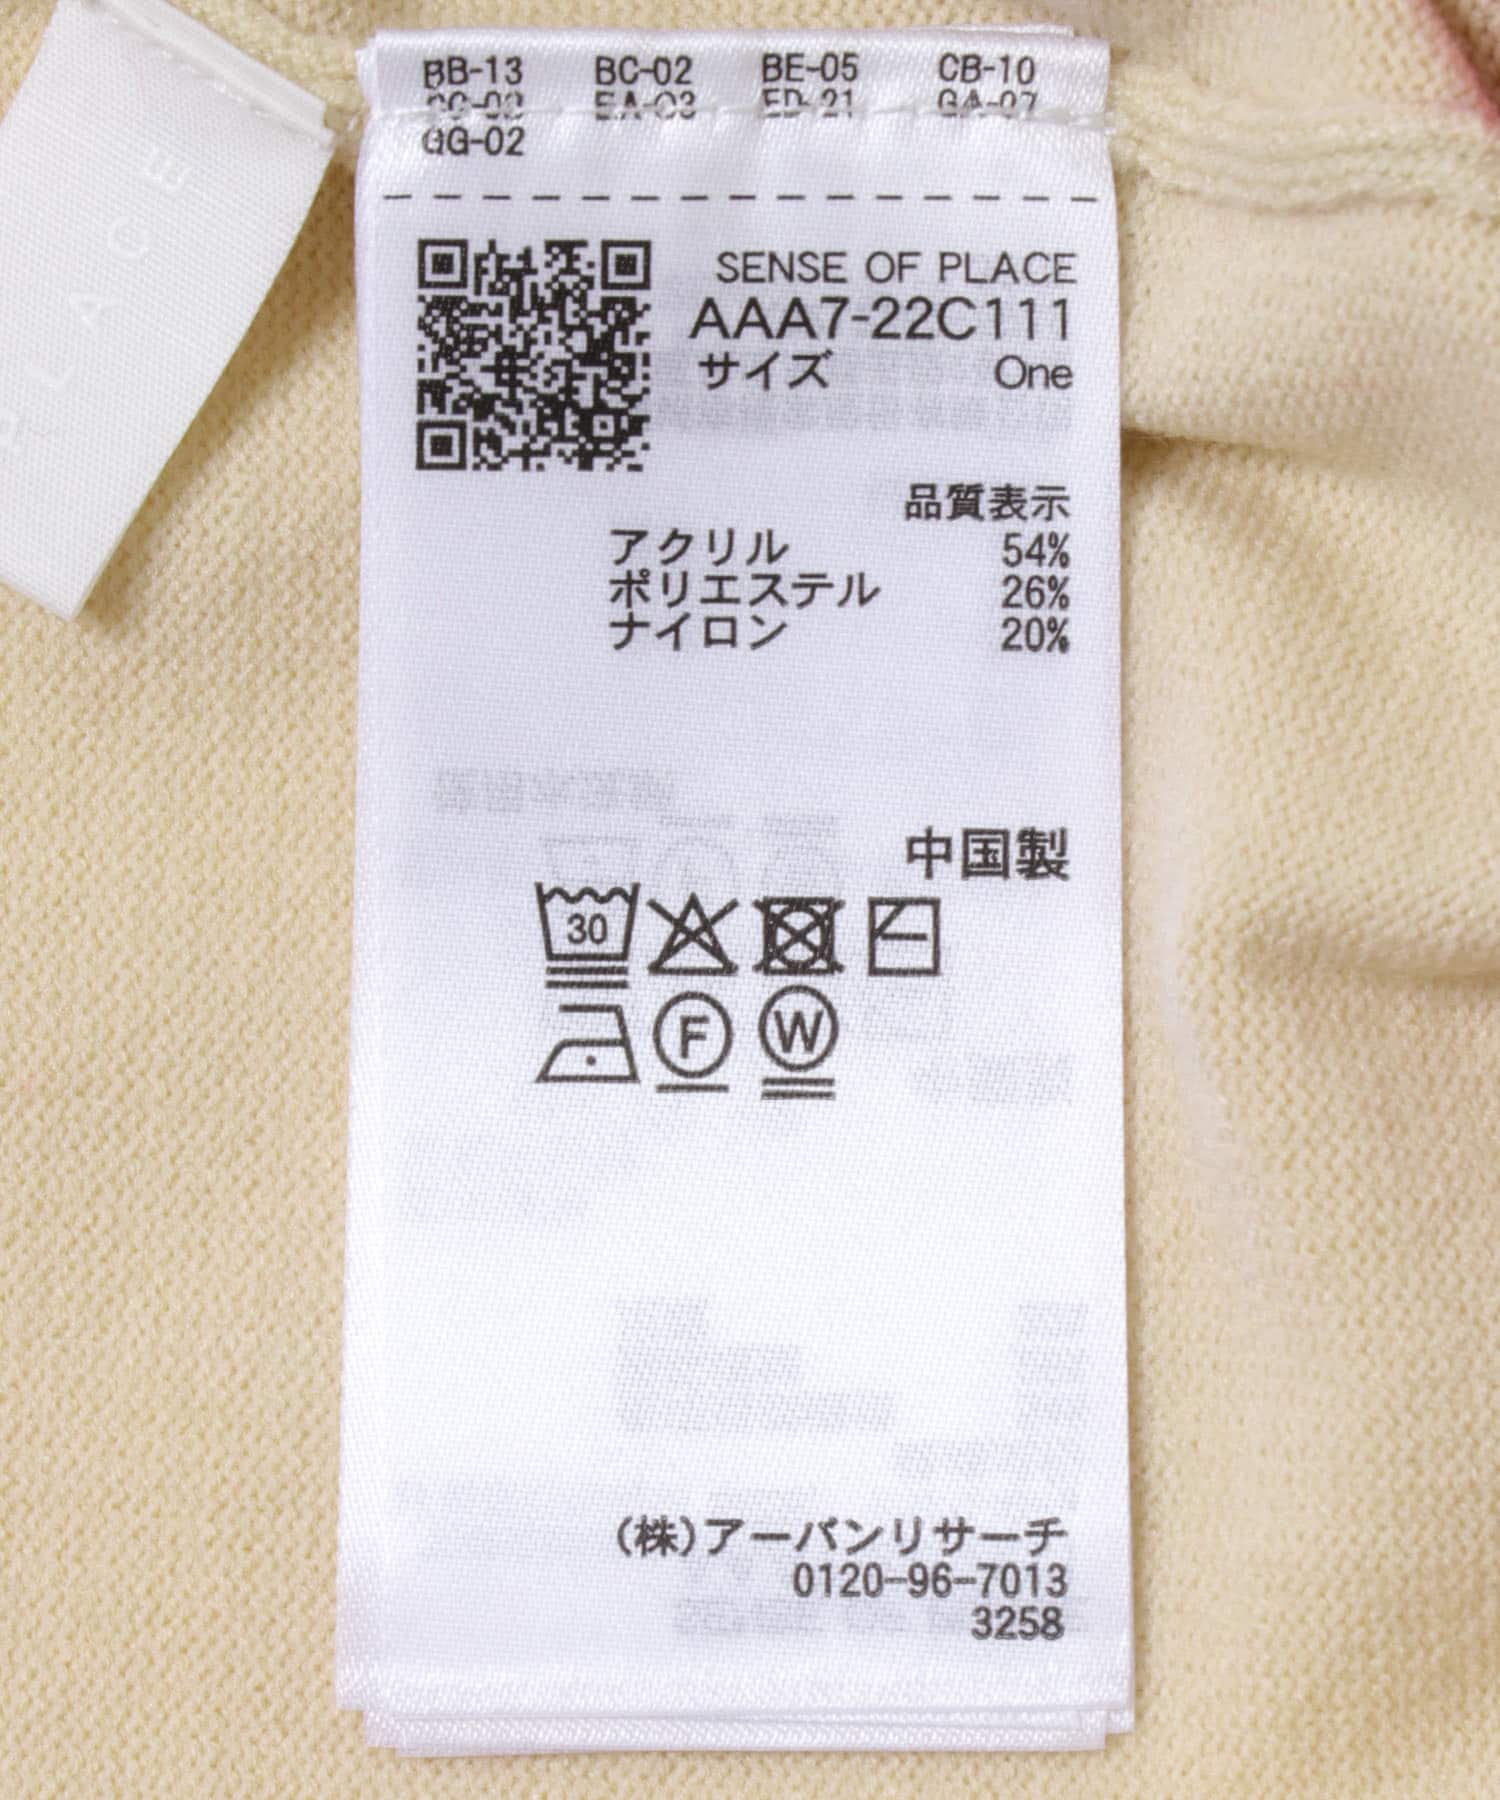 BB-13 BC-02 BE-05 CB-10
GG-02
SENSE OF PLACE
AAA7-22C111
サイズ One
品質表示
アクリル 54%
ポリエステル 26%
ナイロン 20%
中国製
30
F W
(株)アーバンリサーチ
0120-96-7013
3258
PLACE